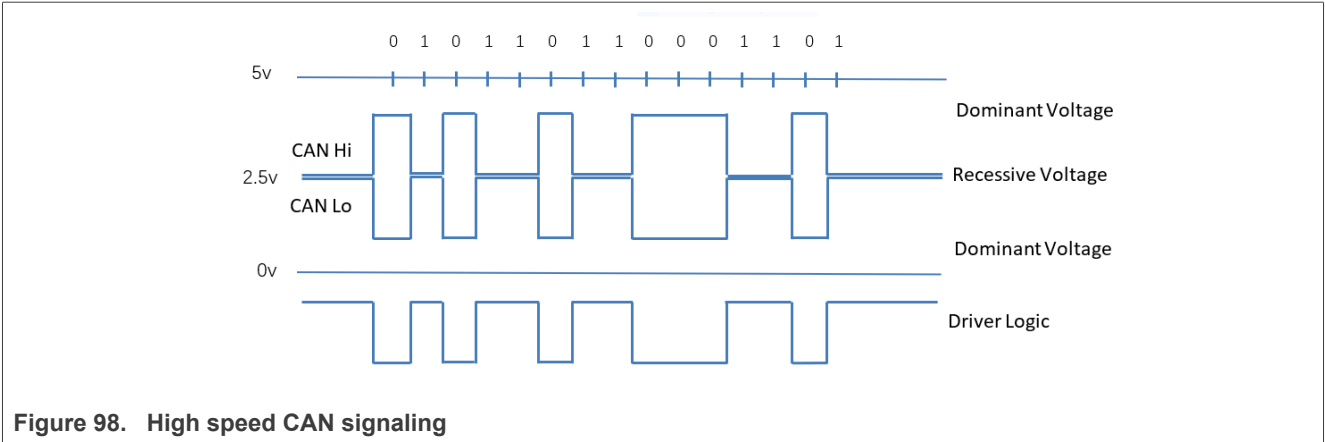 0 1 0 1 1 0 1 1 0 0 0 1 1 0 1
5v
Dominant Voltage
CAN Hi
2.5v
Recessive Voltage
CAN Lo
Dominant Voltage
0v
Driver Logic
Figure 98. High speed CAN signaling